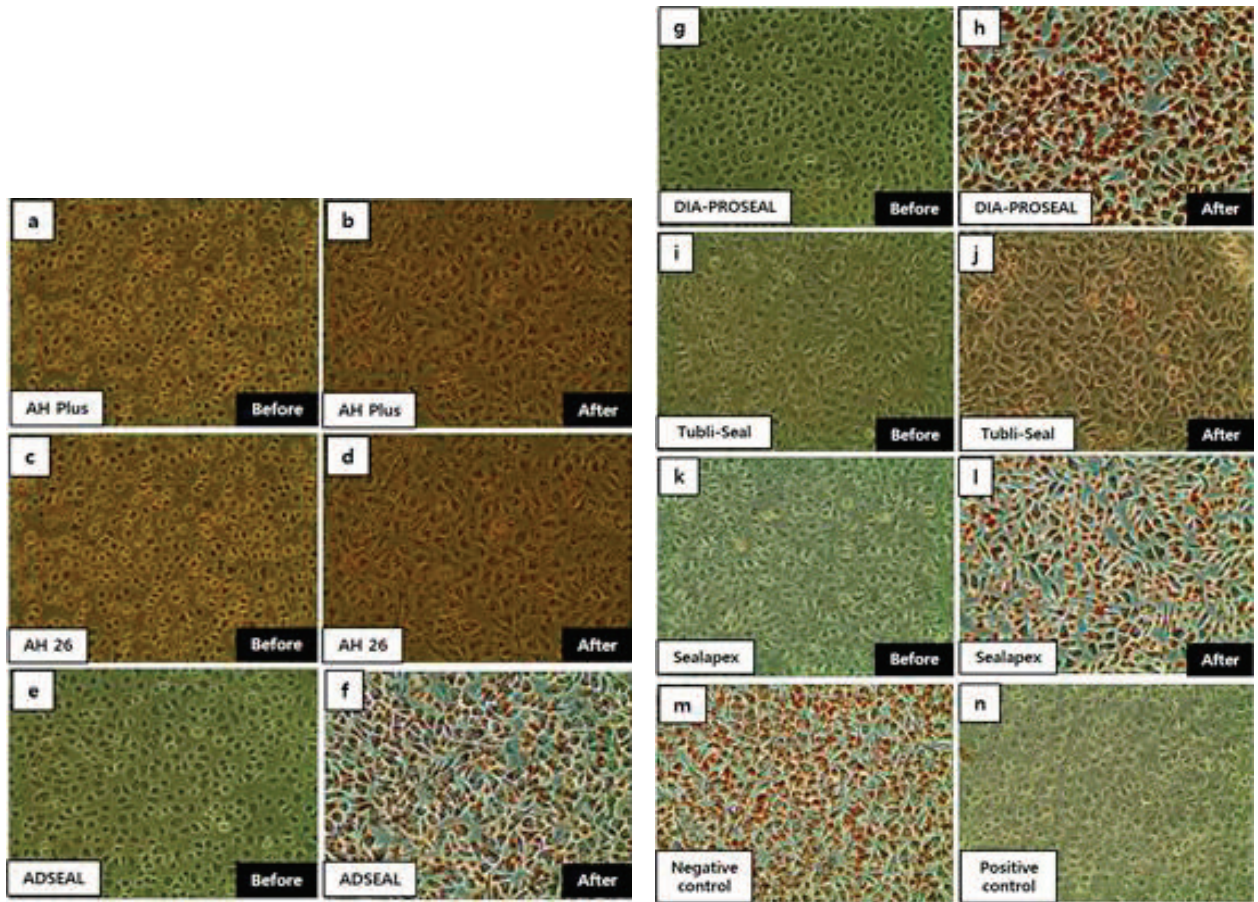 a
AH Plus
Before
b
AH Plus
After
c
AH 26
Before
d
AH 26
After
e
ADSEAL
Before
f
ADSEAL
After
g
DIA-PROSEAL
Before
h
DIA-PROSEAL
After
i
Tubli-Seal
Before
j
Tubli-Seal
After
k
Sealapex
Before
l
Sealapex
After
m
Negative
control
n
Positive
control